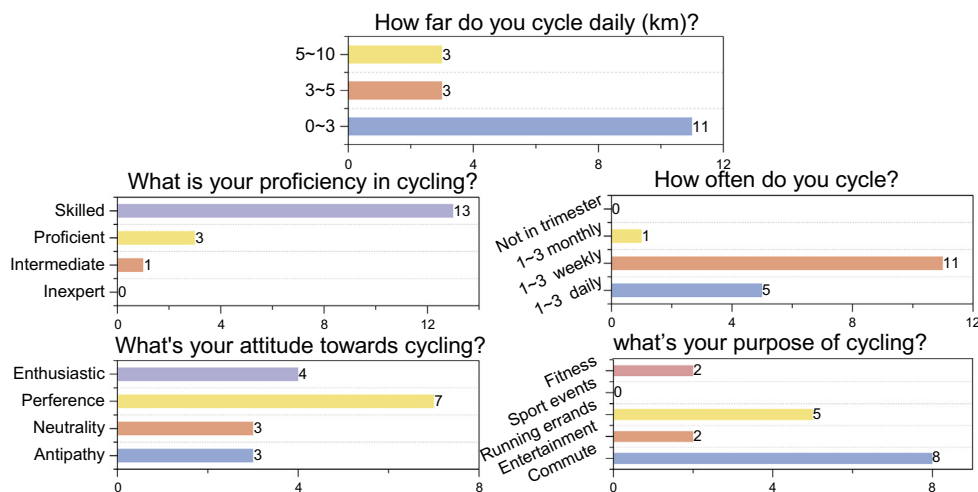 How far do you cycle daily (km)?
5~10
3
3~5
3
0~3
11
0 4 8 12
What is your proficiency in cycling?
Skilled
13
Proficient
3
Intermediate
1
Inexpert
0
0 4 8 12
How often do you cycle?
Not in trimester
0
1~3 monthly
1
1~3 weekly
11
1~3 daily
5
0 4 8 12
What's your attitude towards cycling?
Enthusiastic
4
Perference
7
Neutrality
3
Antipathy
3
0 4 8
what's your purpose of cycling?
Fitness
2
Sport events
0
Running errands
5
Entertainment
2
Commute
8
0 4 8